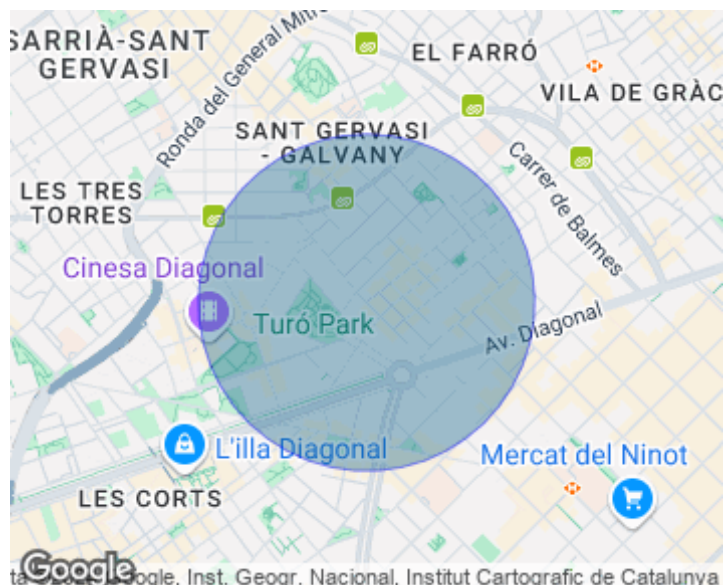 SARRIÀ-SANT
GERVASI
Ronda del General Mitre
EL FARRÓ
VILA DE GRÀC
SANT GERVASI
- GALVANY
Carrer de Balmes
LES TRES
TORRES
Cinesa Diagonal
Turó Park
Av. Diagonal
L'illa Diagonal
Mercat del Ninot
LES CORTS
Google
Google, Inst. Geogr. Nacional, Institut Cartografic de Catalunya